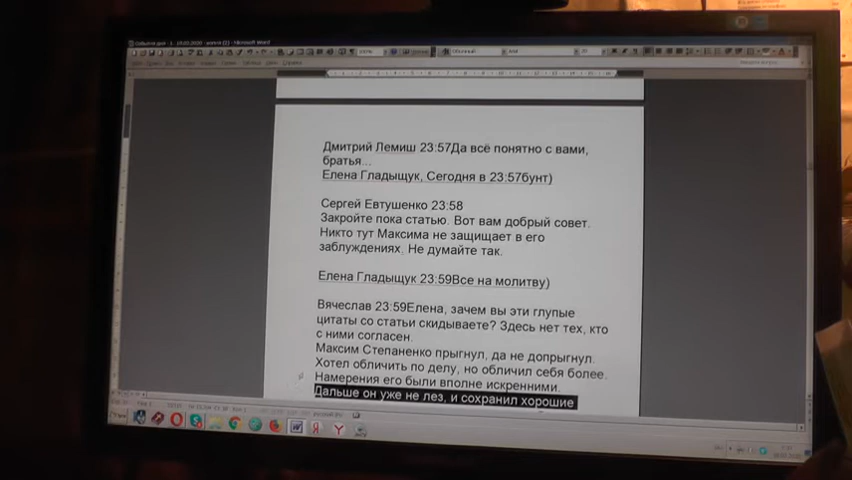 Дмитрий Лемиш 23:57Да всё понятно с вами,
братья...
Елена Гладыщук, Сегодня в 23:57бунт)
Сергей Евтушенко 23:58
Закройте пока статью. Вот вам добрый совет.
Никто тут Максима не защищает в его
заблуждениях. Не думайте так.
Елена Гладыщук 23:59Все на молитву)
Вячеслав 23:59Елена, зачем вы эти глупые
цитаты со статьи скидываете? Здесь нет тех, кто
с ними согласен.
Максим Степаненко прыгнул, да не допрыгнул.
Хотел обличить по делу, но обличил себя более.
Намерения его были вполне искренними.
Дальше он уже не лез, и сохранил хорошие